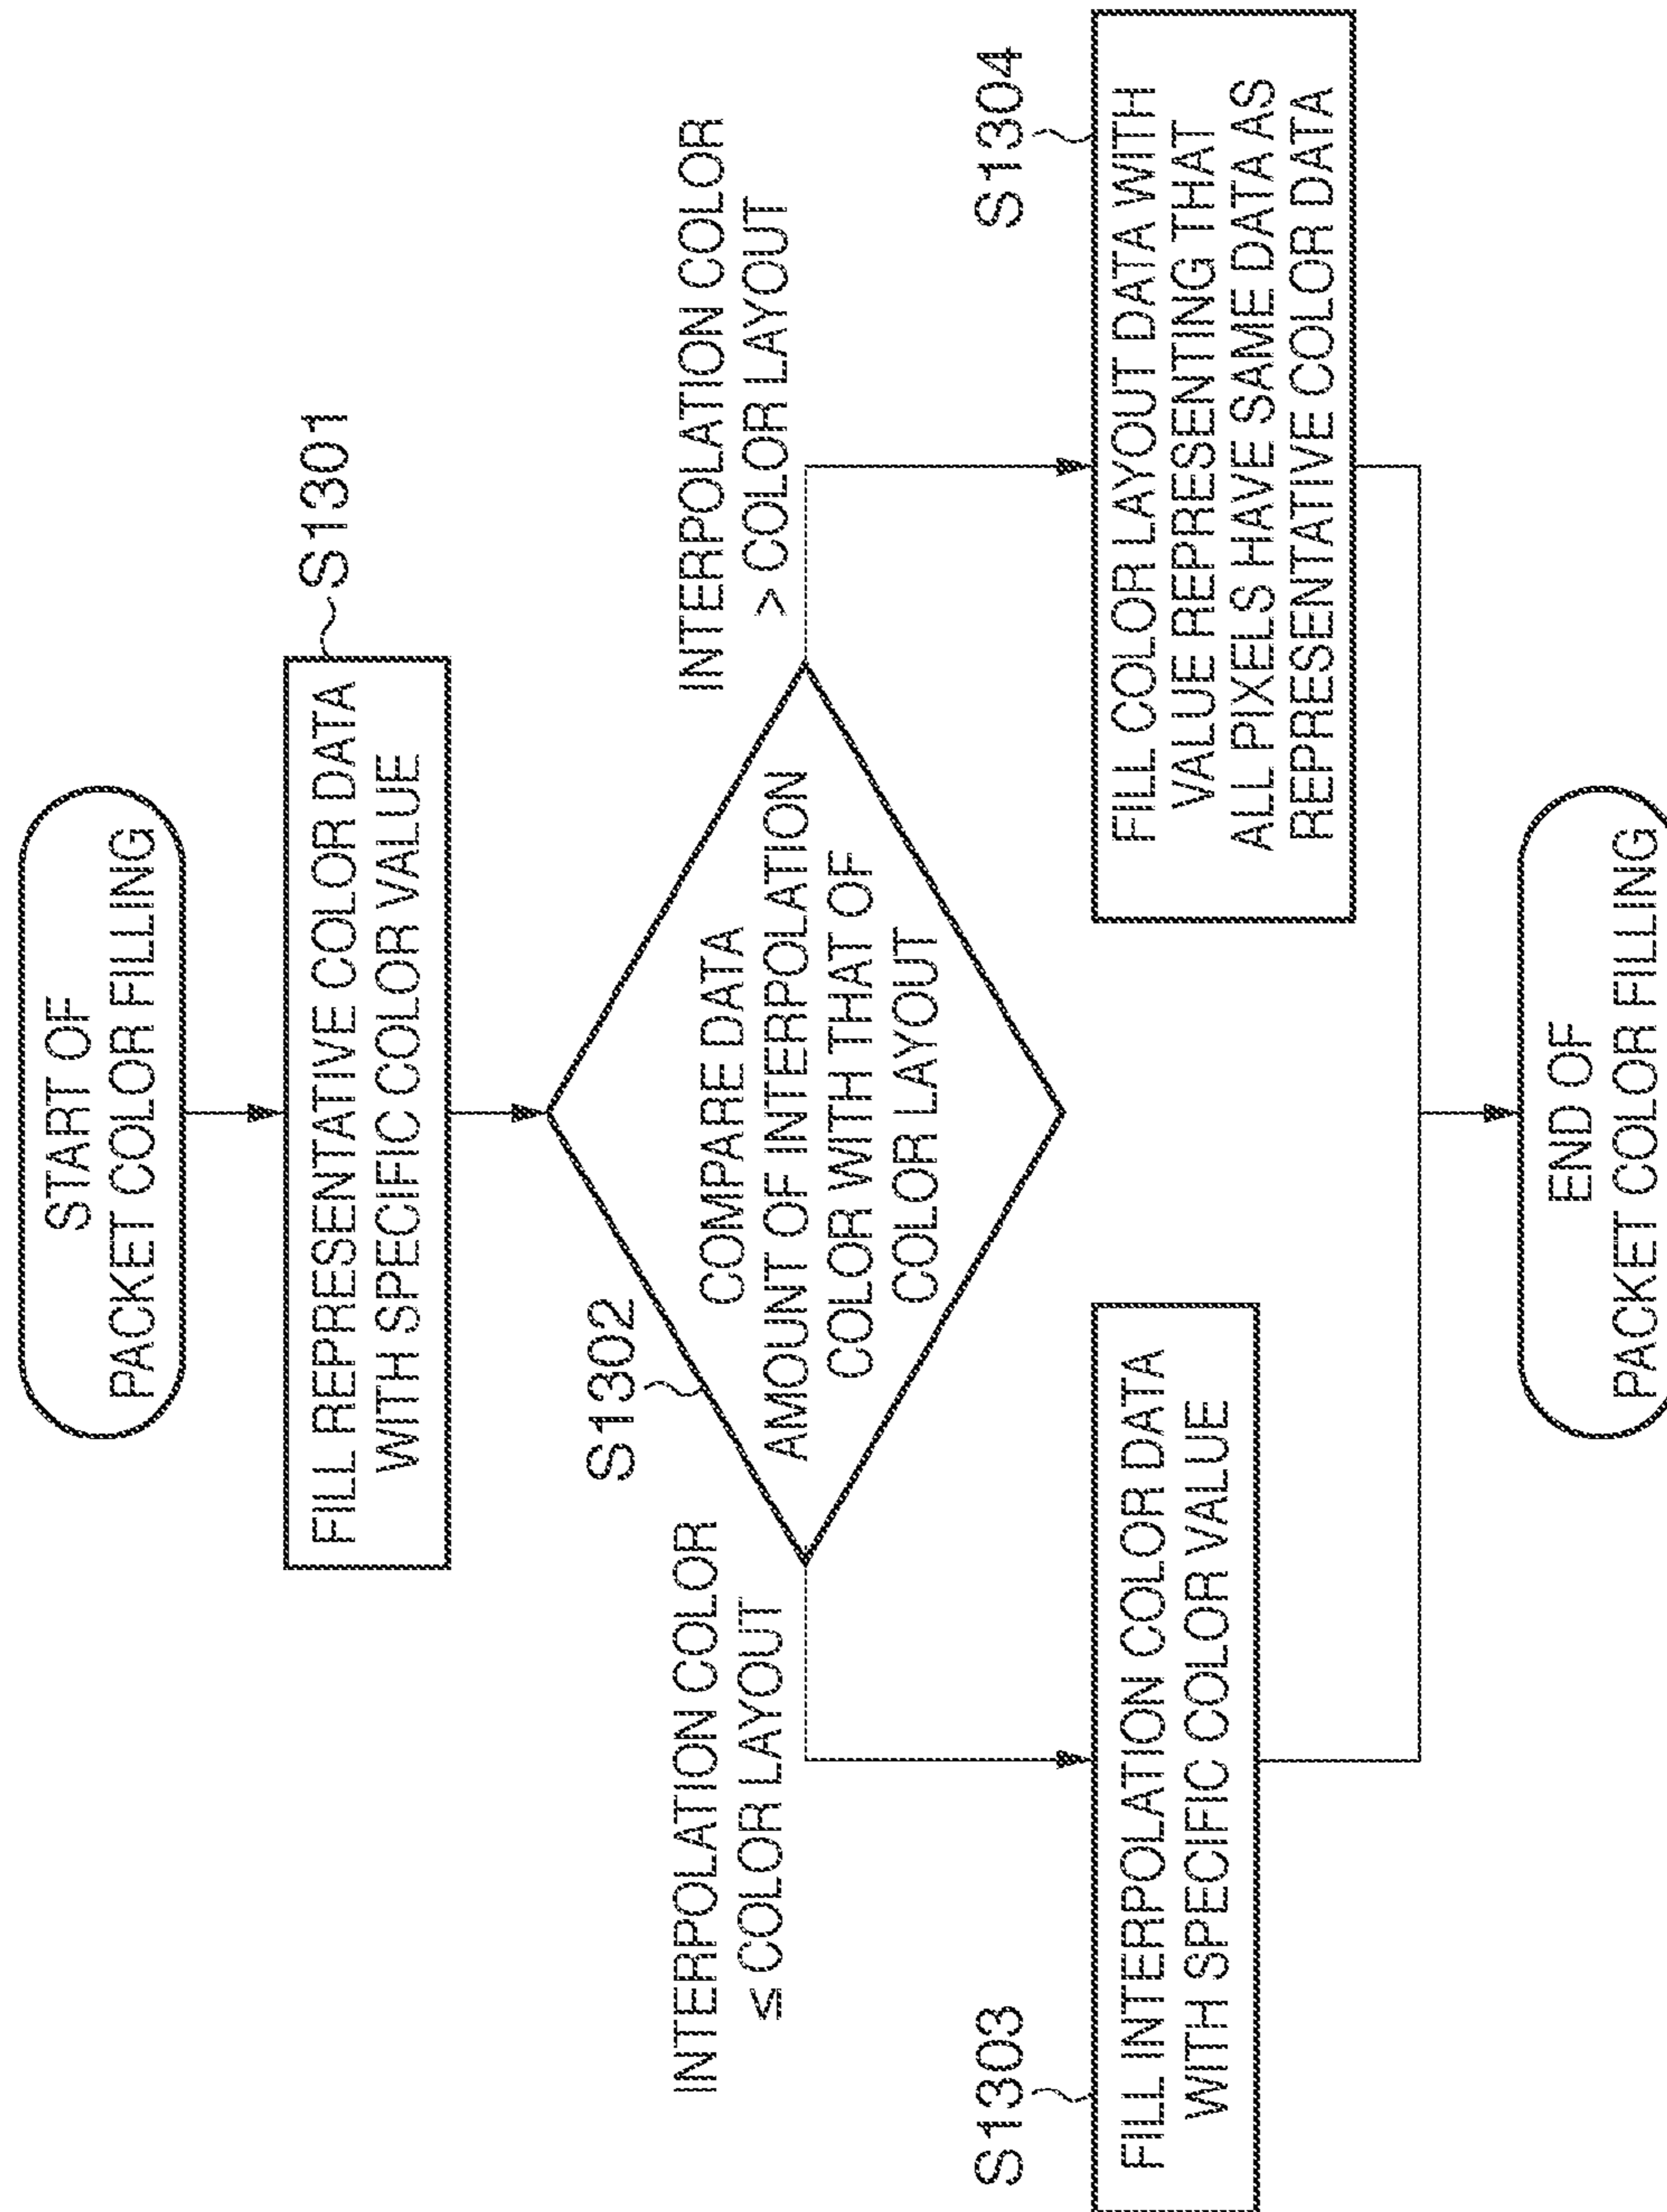 START OF
PACKET COLOR FILLING
S1301
FILL REPRESENTATIVE COLOR DATA
WITH SPECIFIC COLOR VALUE
S1302
COMPARE DATA
AMOUNT OF INTERPOLATION
COLOR WITH THAT OF
COLOR LAYOUT
INTERPOLATION COLOR
≤ COLOR LAYOUT
INTERPOLATION COLOR
> COLOR LAYOUT
S1303
FILL INTERPOLATION COLOR DATA
WITH SPECIFIC COLOR VALUE
S1304
FILL COLOR LAYOUT DATA WITH
VALUE REPRESENTING THAT
ALL PIXELS HAVE SAME DATA AS
REPRESENTATIVE COLOR DATA
END OF
PACKET COLOR FILLING